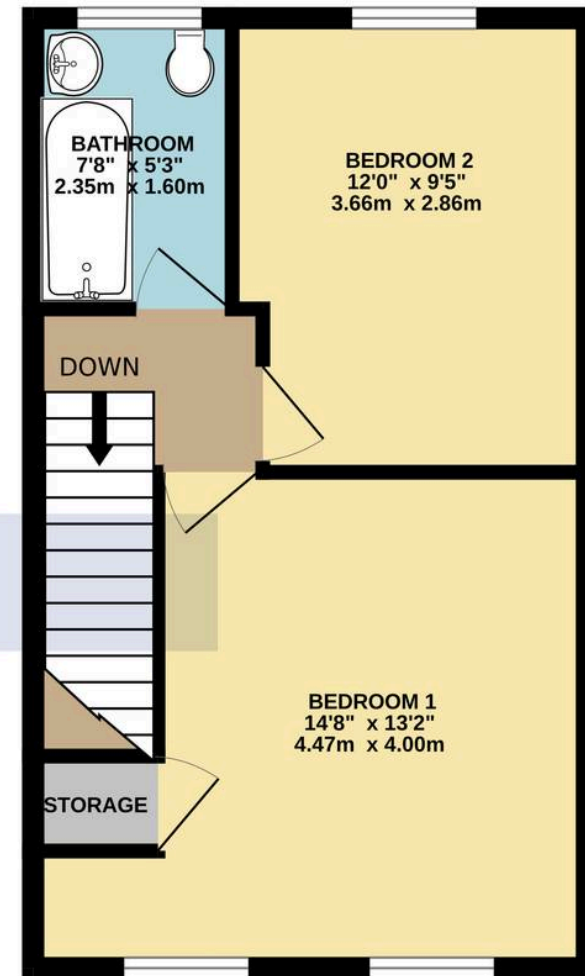 BATHROOM
7'8" x 5'3"
2.35m x 1.60m
BEDROOM 2
12'0" x 9'5"
3.66m x 2.86m
DOWN
BEDROOM 1
14'8" x 13'2"
4.47m x 4.00m
STORAGE